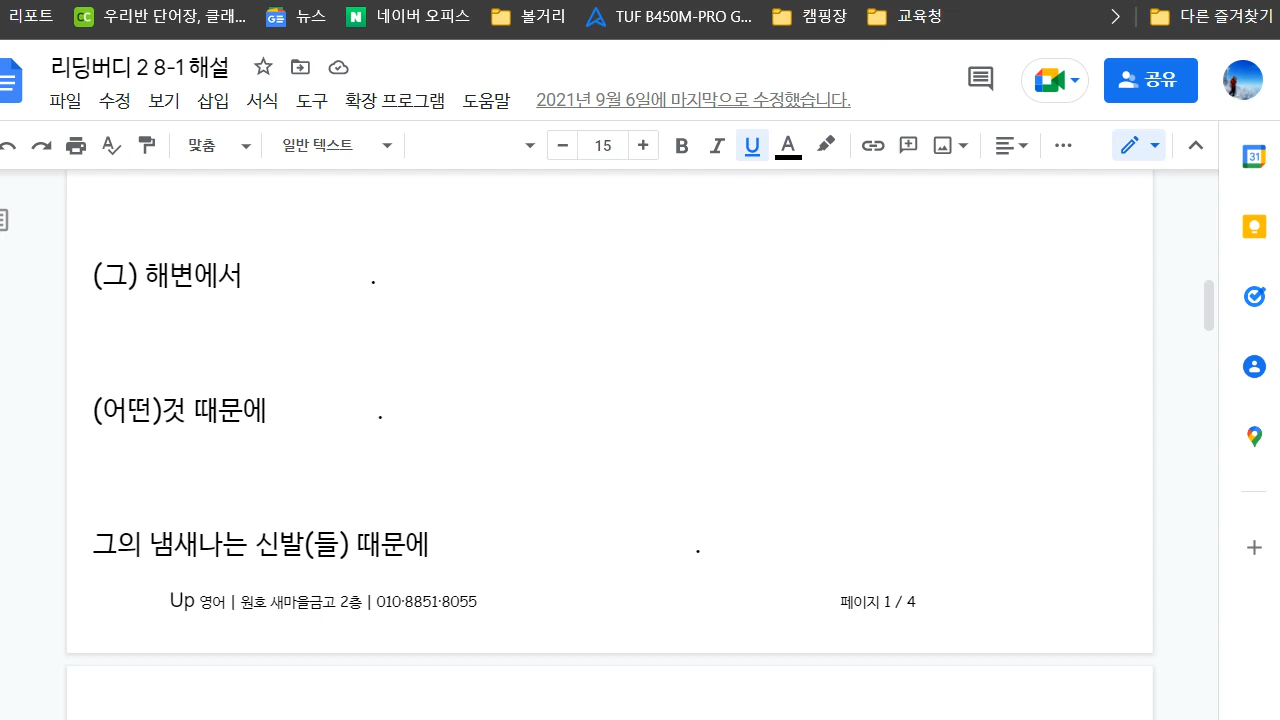 리포트 우리반 단어장, 클래... 뉴스 네이버 오피스 볼거리 TUF B450M-PRO G... 캠핑장 교육청 다른 즐겨찾기
리딩버디 2 8-1 해설
파일 수정 보기 삽입 서식 도구 확장 프로그램 도움말 2021년 9월 6일에 마지막으로 수정했습니다. 공유
맞춤 일반 텍스트 15 B I U A
31
(그) 해변에서 .
(어떤)것 때문에 .
그의 냄새나는 신발(들) 때문에 .
Up 영어 | 원호 새마을금고 2층 | 010·8851·8055 페이지 1 / 4